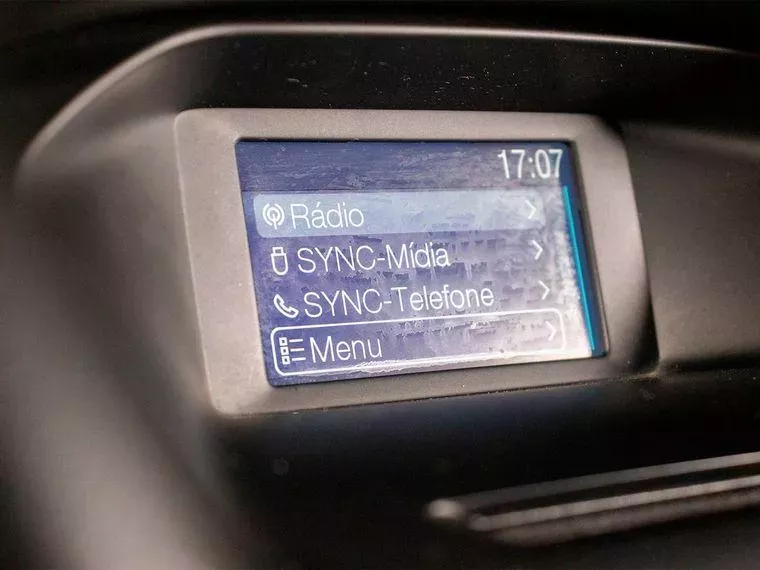 17:07
Rádio
SYNC-Mídia
SYNC-Telefone
Menu